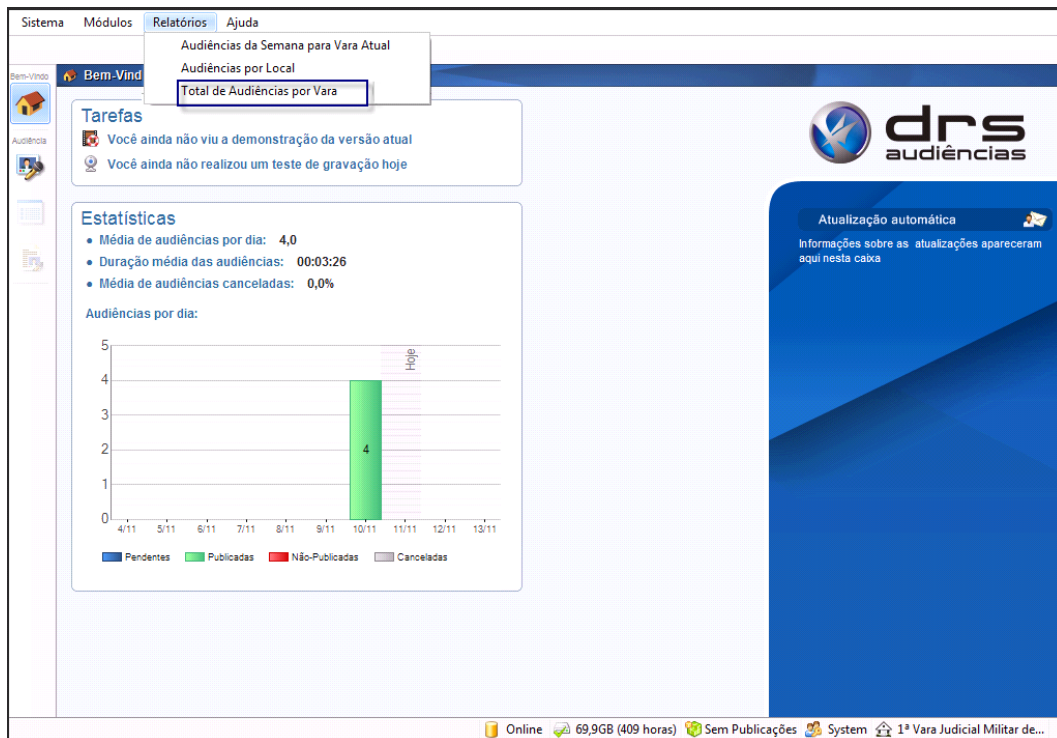 Sistema Módulos Relatórios Ajuda
Audiências da Semana para Vara Atual
Audiências por Local
Total de Audiências por Vara
Bem-Vindo
Bem-Vind
Audiência
Tarefas
Você ainda não viu a demonstração da versão atual
Você ainda não realizou um teste de gravação hoje
drs
audiências
Estatísticas
Média de audiências por dia: 4,0
Duração média das audiências: 00:03:26
Média de audiências canceladas: 0,0%
Audiências por dia:
Atualização automática
Informações sobre as atualizações apareceram
aqui nesta caixa
Hoje
5
4
3
2
1
0
4
4/11 5/11 6/11 7/11 8/11 9/11 10/11 11/11 12/11 13/11
Pendentes Publicadas Não-Publicadas Canceladas
Online 69,9GB (409 horas) Sem Publicações System 1ª Vara Judicial Militar de...